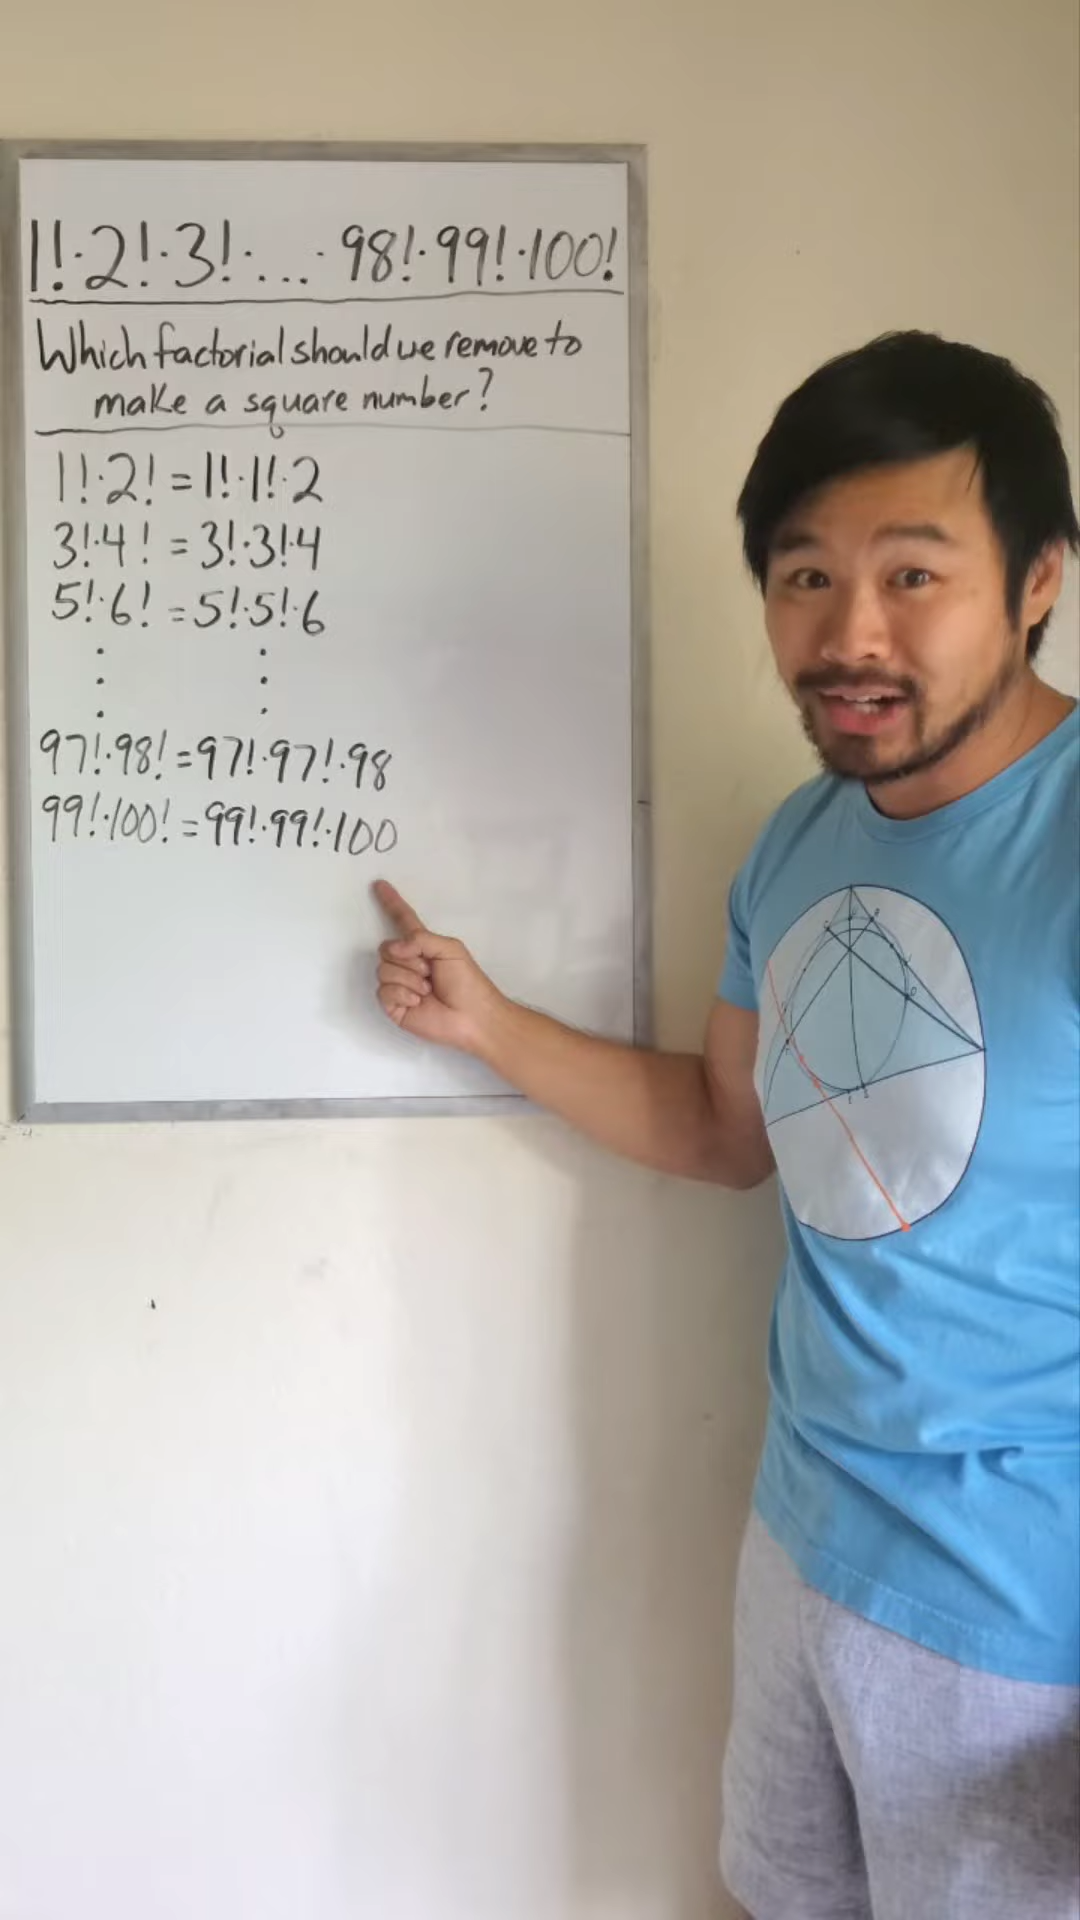 1!·2!·3!·...·98!·99!·100!
Which factorial should we remove to
make a square number?
1!·2! = 1!·1!·2
3!·4! = 3!·3!·4
5!·6! = 5!·5!·6
97!·98! = 97!·97!·98
99!·100! = 99!·99!·100